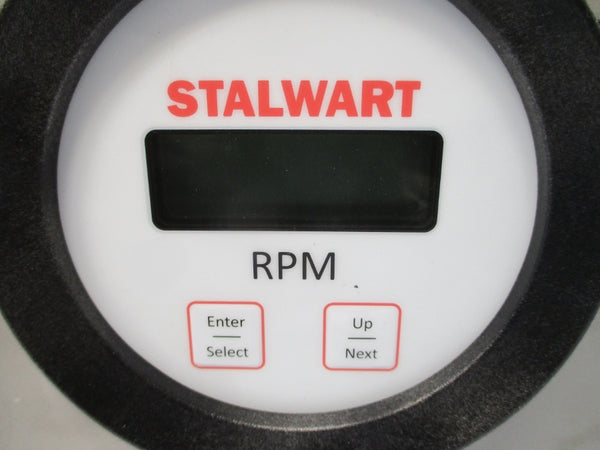 STALWART
RPM
Enter
Select
Up
Next